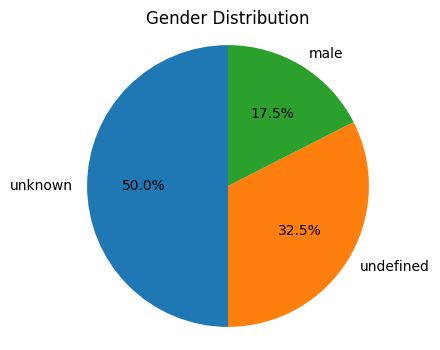 Gender Distribution
male
17.5%
unknown
50.0%
32.5%
undefined